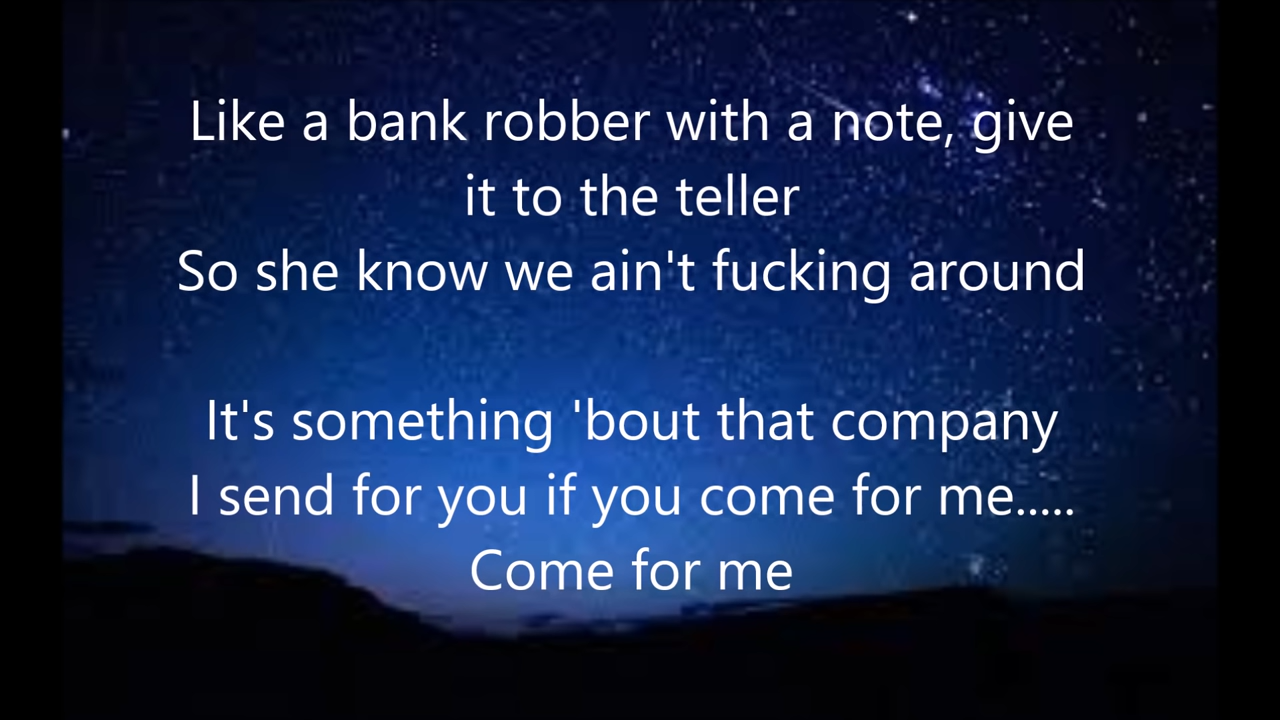 Like a bank robber with a note, give
it to the teller
So she know we ain't fucking around
It's something 'bout that company
I send for you if you come for me.....
Come for me